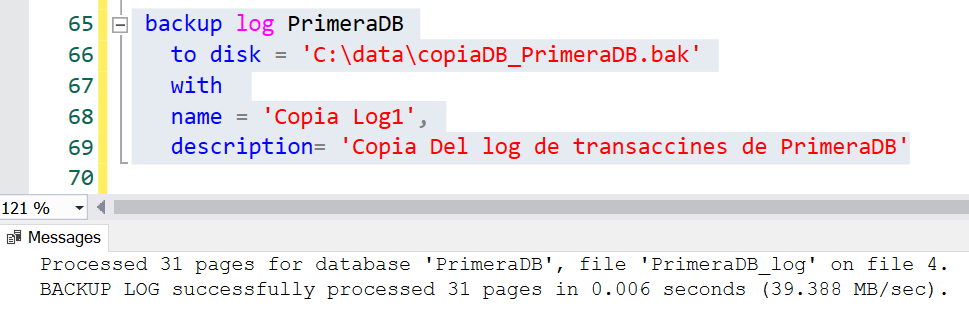 65 backup log PrimeraDB
66 to disk = 'C:\data\copiaDB_PrimeraDB.bak'
67 with
68 name = 'Copia Log1',
69 description= 'Copia Del log de transaccines de PrimeraDB'
70
121 %
Messages
Processed 31 pages for database 'PrimeraDB', file 'PrimeraDB_log' on file 4.
BACKUP LOG successfully processed 31 pages in 0.006 seconds (39.388 MB/sec).